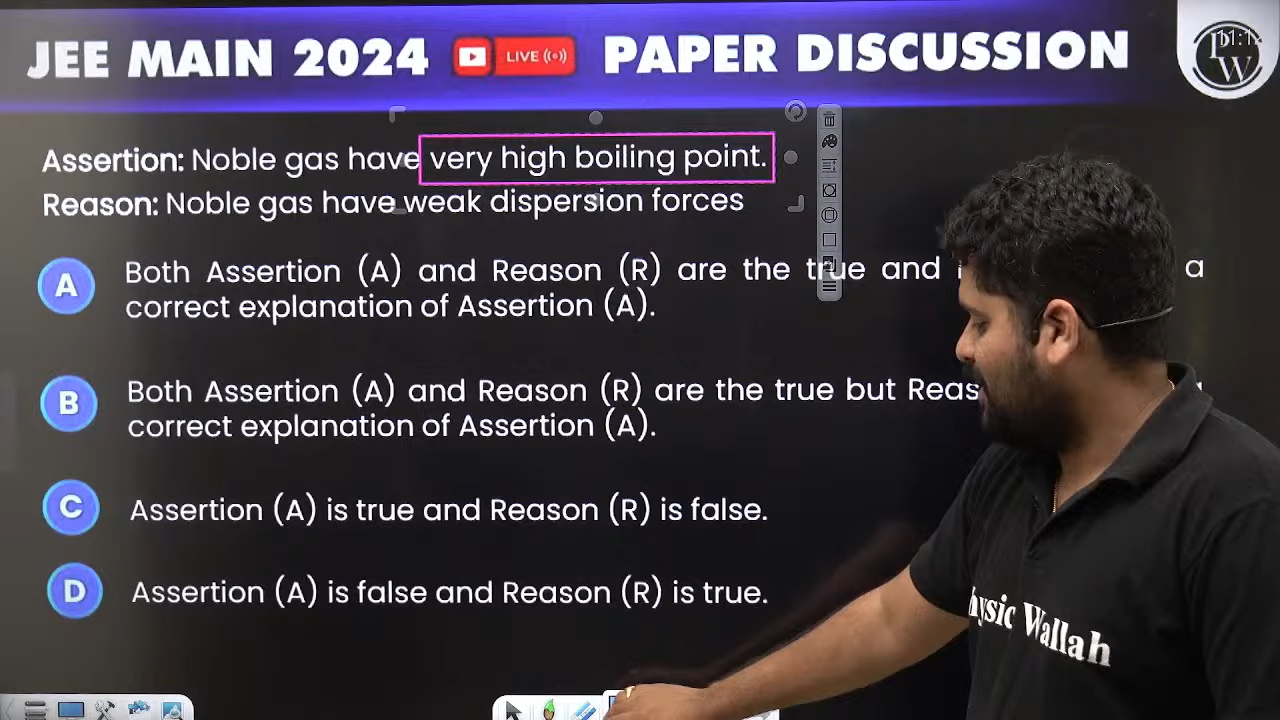 JEE MAIN 2024 LIVE PAPER DISCUSSION
Assertion: Noble gas have very high boiling point.
Reason: Noble gas have weak dispersion forces
A Both Assertion (A) and Reason (R) are the true and a
correct explanation of Assertion (A).
B Both Assertion (A) and Reason (R) are the true but
correct explanation of Assertion (A).
C Assertion (A) is true and Reason (R) is false.
D Assertion (A) is false and Reason (R) is true.
hysic Wallah